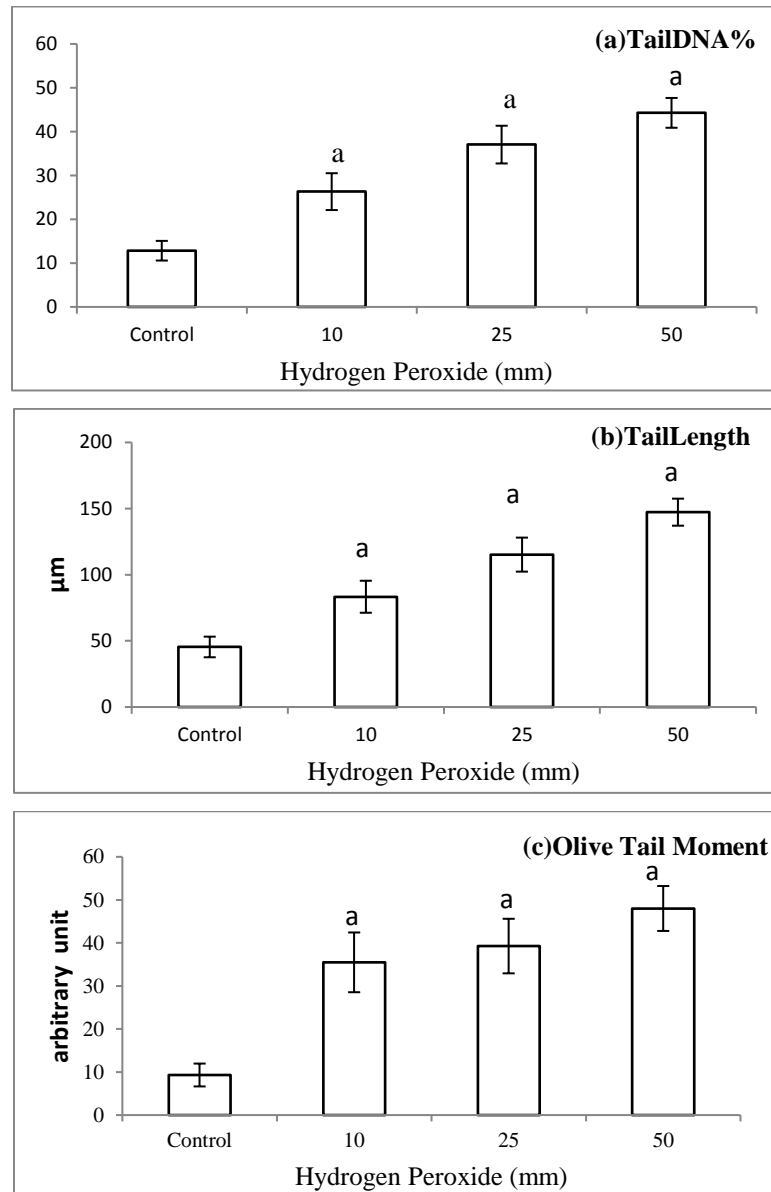 (a)TailDNA%
60
50
40
30
20
10
0
a
a
a
Control 10 25 50
Hydrogen Peroxide (mm)
(b)TailLength
200
150
100
50
0
µm
a
a
a
Control 10 25 50
Hydrogen Peroxide (mm)
(c)Olive Tail Moment
60
50
40
30
20
10
0
arbitrary unit
a
a
a
Control 10 25 50
Hydrogen Peroxide (mm)